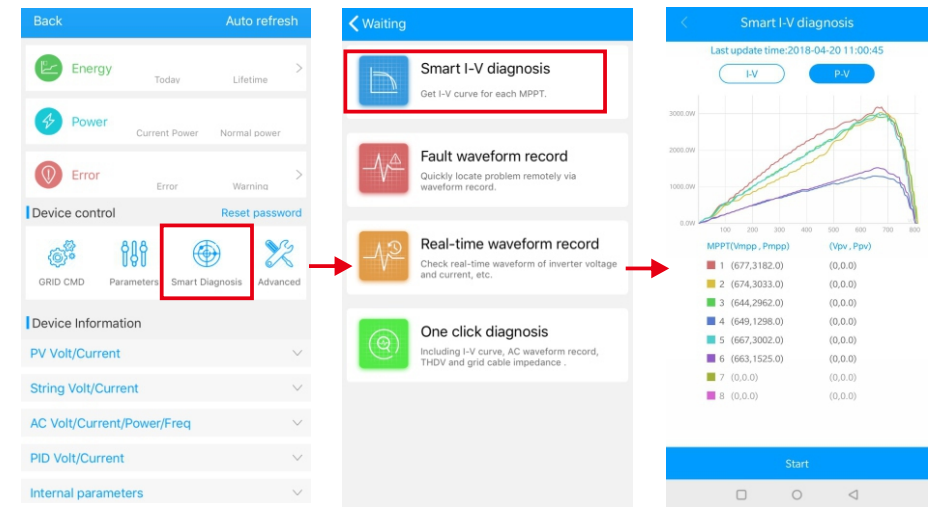 Back Auto refresh
Energy
Today Lifetime
Power
Current Power Normal power
Error
Error Warning
Device control Reset password
GRID CMD Parameters Smart Diagnosis Advanced
Device Information
PV Volt/Current
String Volt/Current
AC Volt/Current/Power/Freq
PID Volt/Current
Internal parameters
Waiting
Smart I-V diagnosis
Get I-V curve for each MPPT.
Fault waveform record
Quickly locate problem remotely via
waveform record.
Real-time waveform record
Check real-time waveform of inverter voltage
and current, etc.
One click diagnosis
Including I-V curve, AC waveform record,
THDV and grid cable impedance .
Smart I-V diagnosis
Last update time:2018-04-20 11:00:45
I-V P-V
3000.0W
2000.0W
1000.0W
0.0W
100 200 300 400 500 600 700 800
MPPT(Vmpp , Pmpp) (Vpv , Ppv)
1 (677,3182.0) (0,0.0)
2 (674,3033.0) (0,0.0)
3 (644,2962.0) (0,0.0)
4 (649,1298.0) (0,0.0)
5 (667,3002.0) (0,0.0)
6 (663,1525.0) (0,0.0)
7 (0,0.0) (0,0.0)
8 (0,0.0) (0,0.0)
Start